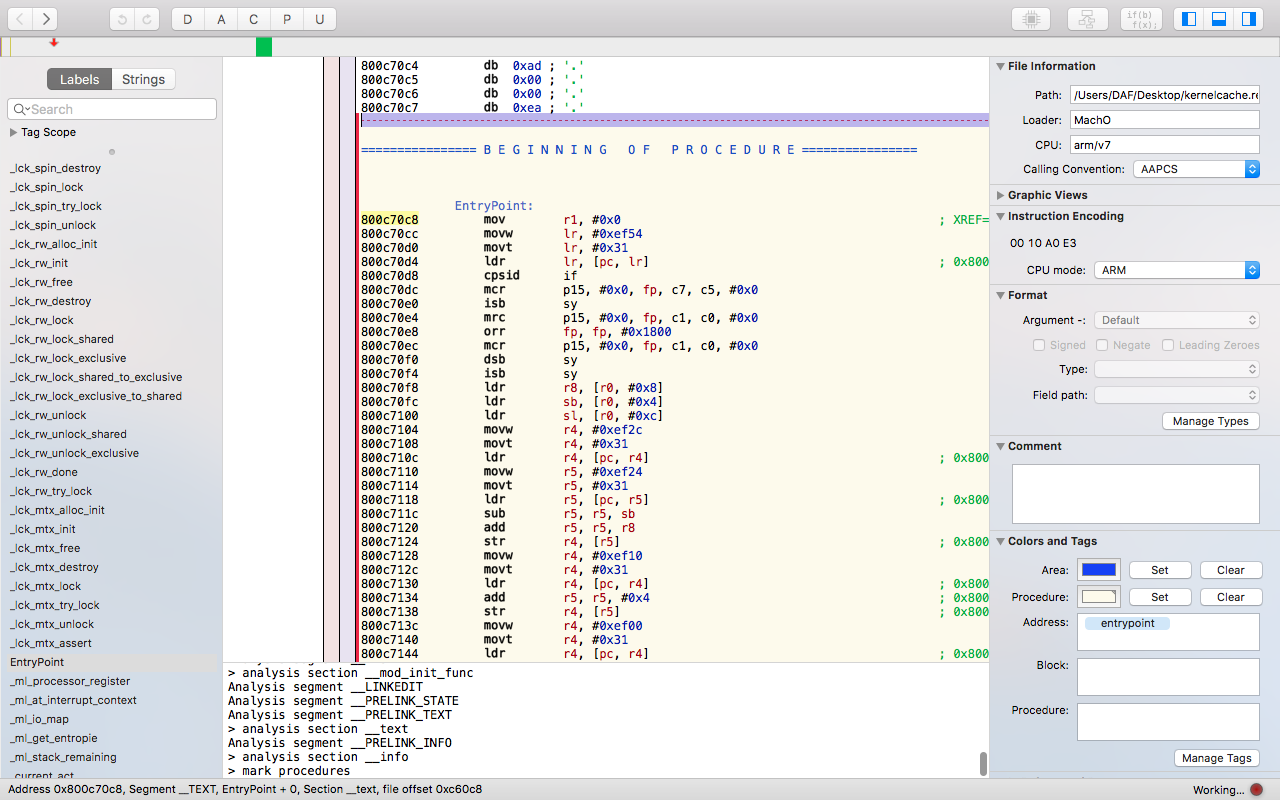 D A C P U
if(b) f(x);
Labels Strings
Search
Tag Scope
_lck_spin_destroy
_lck_spin_lock
_lck_spin_try_lock
_lck_spin_unlock
_lck_rw_alloc_init
_lck_rw_init
_lck_rw_free
_lck_rw_destroy
_lck_rw_lock
_lck_rw_lock_shared
_lck_rw_lock_exclusive
_lck_rw_lock_shared_to_exclusive
_lck_rw_lock_exclusive_to_shared
_lck_rw_unlock
_lck_rw_unlock_shared
_lck_rw_unlock_exclusive
_lck_rw_done
_lck_rw_try_lock
_lck_mtx_alloc_init
_lck_mtx_init
_lck_mtx_free
_lck_mtx_destroy
_lck_mtx_lock
_lck_mtx_try_lock
_lck_mtx_unlock
_lck_mtx_assert
EntryPoint
_ml_processor_register
_ml_at_interrupt_context
_ml_io_map
_ml_get_entropie
_ml_stack_remaining
_current_act
800c70c4 db 0xad ; '.'
800c70c5 db 0x00 ; '.'
800c70c6 db 0x00 ; '.'
800c70c7 db 0xea ; '.'
================ B E G I N N I N G   O F   P R O C E D U R E ================
EntryPoint:
800c70c8 mov r1, #0x0 ; XREF=
800c70cc movw lr, #0xef54
800c70d0 movt lr, #0x31
800c70d4 ldr lr, [pc, lr] ; 0x800
800c70d8 cpsid if
800c70dc mcr p15, #0x0, fp, c7, c5, #0x0
800c70e0 isb sy
800c70e4 mrc p15, #0x0, fp, c1, c0, #0x0
800c70e8 orr fp, fp, #0x1800
800c70ec mcr p15, #0x0, fp, c1, c0, #0x0
800c70f0 dsb sy
800c70f4 isb sy
800c70f8 ldr r8, [r0, #0x8]
800c70fc ldr sb, [r0, #0x4]
800c7100 ldr sl, [r0, #0xc]
800c7104 movw r4, #0xef2c
800c7108 movt r4, #0x31
800c710c ldr r4, [pc, r4] ; 0x800
800c7110 movw r5, #0xef24
800c7114 movt r5, #0x31
800c7118 ldr r5, [pc, r5] ; 0x800
800c711c sub r5, r5, sb
800c7120 add r5, r5, r8
800c7124 str r4, [r5] ; 0x800
800c7128 movw r4, #0xef10
800c712c movt r4, #0x31
800c7130 ldr r4, [pc, r4] ; 0x800
800c7134 add r5, r5, #0x4 ; 0x800
800c7138 str r4, [r5] ; 0x800
800c713c movw r4, #0xef00
800c7140 movt r4, #0x31
800c7144 ldr r4, [pc, r4] ; 0x800
> analysis section __mod_init_func
Analysis segment __LINKEDIT
Analysis segment __PRELINK_STATE
Analysis segment __PRELINK_TEXT
> analysis section __text
Analysis segment __PRELINK_INFO
> analysis section __info
> mark procedures
File Information
Path: /Users/DAF/Desktop/kernelcache.re
Loader: MachO
CPU: arm/v7
Calling Convention: AAPCS
Graphic Views
Instruction Encoding
00 10 A0 E3
CPU mode: ARM
Format
Argument -: Default
Signed Negate Leading Zeroes
Type:
Field path:
Manage Types
Comment
Colors and Tags
Area: Set Clear
Procedure: Set Clear
Address: entrypoint
Block:
Procedure:
Manage Tags
Address 0x800c70c8, Segment __TEXT, EntryPoint + 0, Section __text, file offset 0xc60c8
Working...